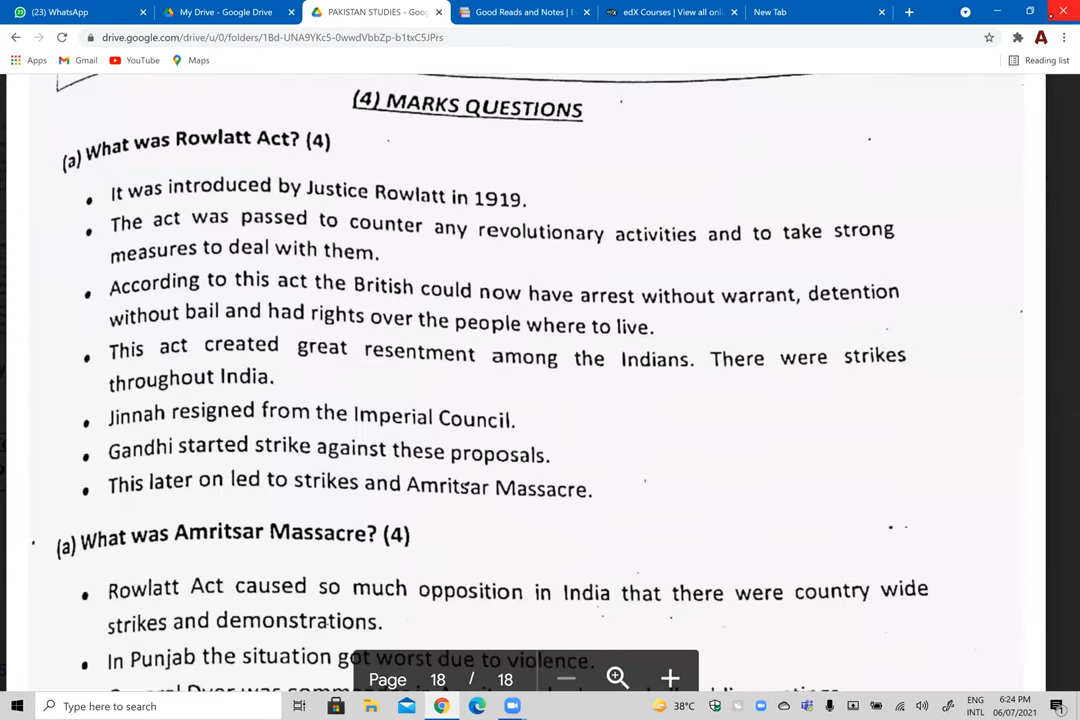 (23) WhatsApp
My Drive - Google Drive
PAKISTAN STUDIES - Goog
Good Reads and Notes | E
edX Courses | View all onl
New Tab
drive.google.com/drive/u/0/folders/1Bd-UNA9YKc5-0wwdVbbZp-b1txC5JPrs
Apps
Gmail
YouTube
Maps
Reading list
(4) MARKS QUESTIONS
(a) What was Rowlatt Act? (4)
• It was introduced by Justice Rowlatt in 1919.
• The act was passed to counter any revolutionary activities and to take strong
measures to deal with them.
• According to this act the British could now have arrest without warrant, detention
without bail and had rights over the people where to live.
• This act created great resentment among the Indians. There were strikes
throughout India.
• Jinnah resigned from the Imperial Council.
• Gandhi started strike against these proposals.
• This later on led to strikes and Amritsar Massacre.
(a) What was Amritsar Massacre? (4)
• Rowlatt Act caused so much opposition in India that there were country wide
strikes and demonstrations.
• In Punjab the situation got worst due to violence.
Page 18 / 18
Type here to search
38°C
ENG
INTL
6:24 PM
06/07/2021